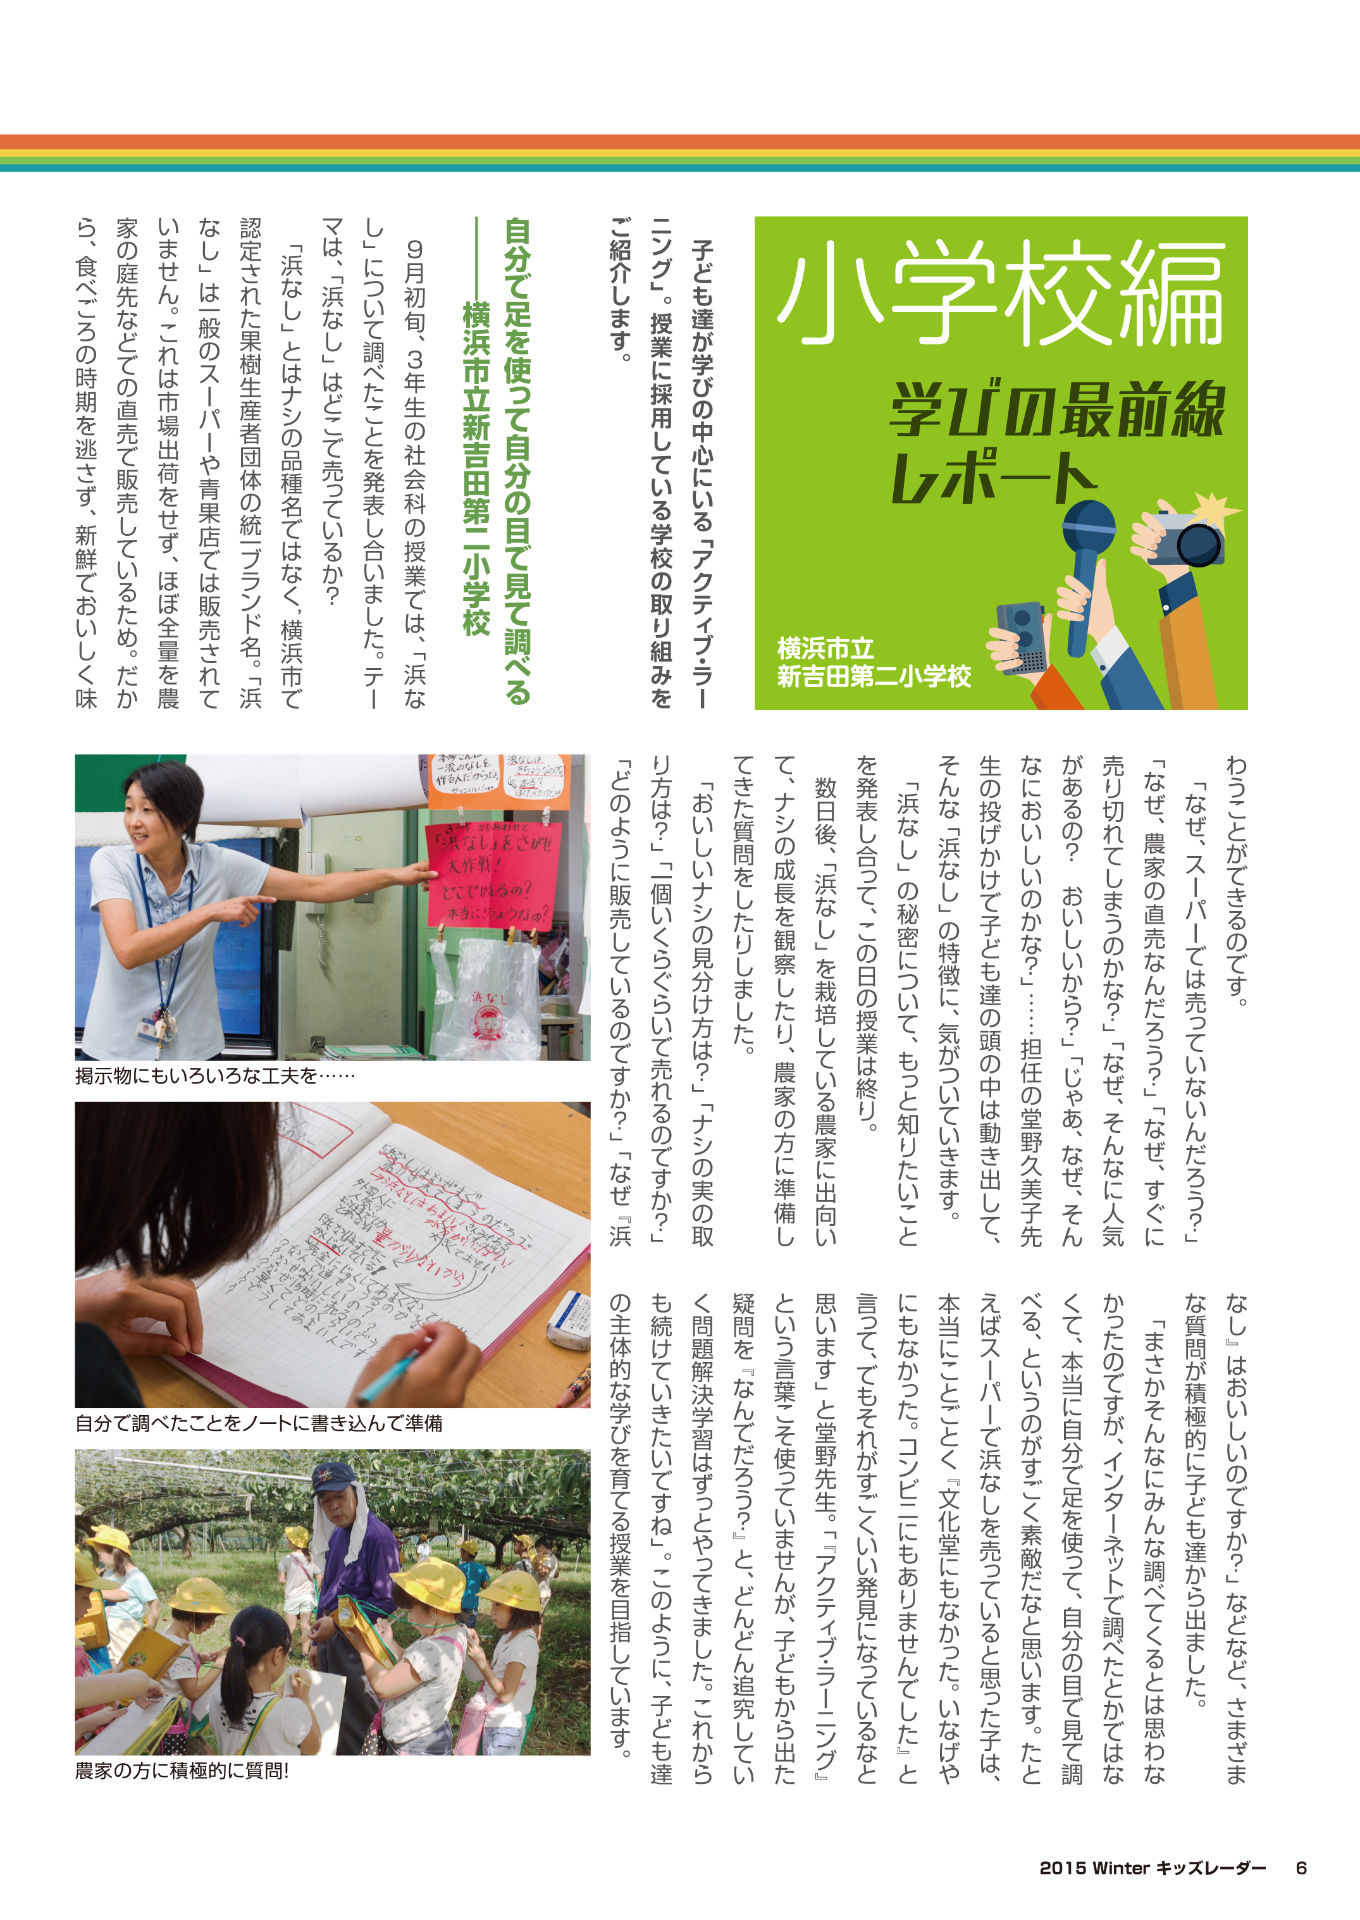 小学校編
学びの最前線
レポート
横浜市立
新吉田第二小学校
子ども達が学びの中心にいる「アクティブ・ラー
ニング」。授業に採用している学校の取り組みを
ご紹介します。
自分で足を使って自分の目で見て調べる
――横浜市立新吉田第二小学校
９月初旬、３年生の社会科の授業では、「浜な
し」について調べたことを発表し合いました。テー
マは、「浜なし」はどこで売っているか？
「浜なし」とはナシの品種名ではなく、横浜市で
認定された果樹生産者団体の統一ブランド名。「浜
なし」は一般のスーパーや青果店では販売されて
いません。これは市場出荷をせず、ほぼ全量を農
家の庭先などでの直売で販売しているため。だか
ら、食べごろの時期を逃さず、新鮮でおいしく味
わうことができるのです。
「なぜ、スーパーでは売っていないんだろう？」
「なぜ、農家の直売なんだろう？」「なぜ、すぐに
売り切れてしまうのかな？」「なぜ、そんなに人気
があるの？　おいしいから？」「じゃあ、なぜ、そん
なにおいしいのかな？」……担任の堂野久美子先
生の投げかけで子ども達の頭の中は動き出して、
そんな「浜なし」の特徴に、気がついていきます。
「浜なし」の秘密について、もっと知りたいこと
を発表し合って、この日の授業は終り。
数日後、「浜なし」を栽培している農家に出向い
て、ナシの成長を観察したり、農家の方に準備し
てきた質問をしたりしました。
「おいしいナシの見分け方は？」「ナシの実の取
り方は？」「一個いくらぐらいで売れるのですか？」
「どのように販売しているのですか？」「なぜ『浜
なし』はおいしいのですか？」などなど、さまざま
な質問が積極的に子ども達から出ました。
「まさかそんなにみんな調べてくるとは思わな
かったのですが、インターネットで調べたとかではな
くて、本当に自分で足を使って、自分の目で見て調
べる、というのがすごく素敵だなと思います。たと
えばスーパーで浜なしを売っていると思った子は、
本当にことごとく『文化堂にもなかった。いなげや
にもなかった。コンビニにもありませんでした』と
言って、でもそれがすごくいい発見になっているなと
思います」と堂野先生。「『アクティブ・ラーニング』
という言葉こそ使っていませんが、子どもから出た
疑問を『なんでだろう？』と、どんどん追究してい
く問題解決学習はずっとやってきました。これから
も続けていきたいですね」。このように、子ども達
の主体的な学びを育てる授業を目指しています。
「浜なし」をさがせ
大作戦！
どこで作るの？
浜なし
掲示物にもいろいろな工夫を……
自分で調べたことをノートに書き込んで準備
農家の方に積極的に質問！
2015 Winter キッズレーダー 6